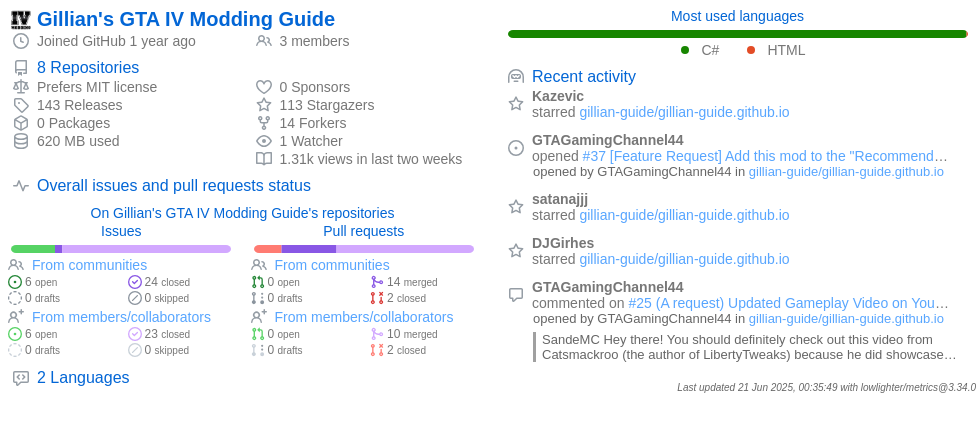 Gillian's GTA IV Modding Guide
Joined GitHub 1 year ago
3 members
8 Repositories
Prefers MIT license
0 Sponsors
143 Releases
113 Stargazers
0 Packages
14 Forkers
620 MB used
1 Watcher
1.31k views in last two weeks
Overall issues and pull requests status
On Gillian's GTA IV Modding Guide's repositories
Issues
Pull requests
From communities
From communities
6 open
24 closed
0 open
14 merged
0 drafts
0 skipped
0 drafts
2 closed
From members/collaborators
From members/collaborators
6 open
23 closed
0 open
10 merged
0 drafts
0 skipped
0 drafts
2 closed
2 Languages
Most used languages
C#
HTML
Recent activity
Kazevic
starred gillian-guide/gillian-guide.github.io
GTAGamingChannel44
opened #37 [Feature Request] Add this mod to the "Recommend…
opened by GTAGamingChannel44 in gillian-guide/gillian-guide.github.io
satanajjj
starred gillian-guide/gillian-guide.github.io
DJGirhes
starred gillian-guide/gillian-guide.github.io
GTAGamingChannel44
commented on #25 (A request) Updated Gameplay Video on You…
opened by GTAGamingChannel44 in gillian-guide/gillian-guide.github.io
SandeMC Hey there! You should definitely check out this video from
Catsmackroo (the author of LibertyTweaks) because he did showcase…
Last updated 21 Jun 2025, 00:35:49 with lowlighter/metrics@3.34.0